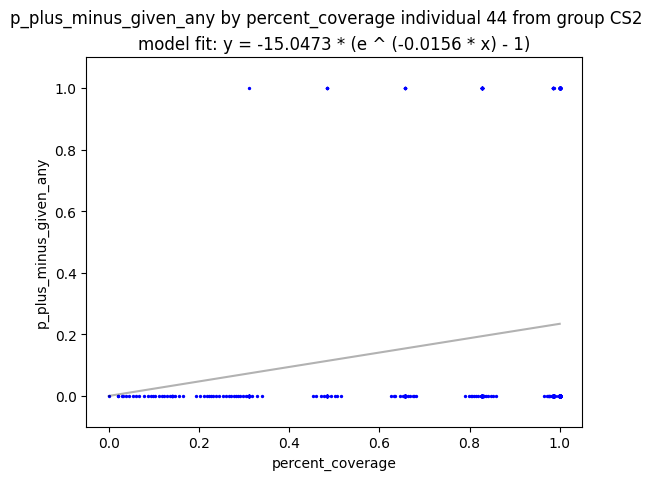 p_plus_minus_given_any by percent_coverage individual 44 from group CS2
model fit: y = -15.0473 * (e ^ (-0.0156 * x) - 1)
1.0
0.8
0.6
0.4
0.2
0.0
p_plus_minus_given_any
0.0 0.2 0.4 0.6 0.8 1.0
percent_coverage